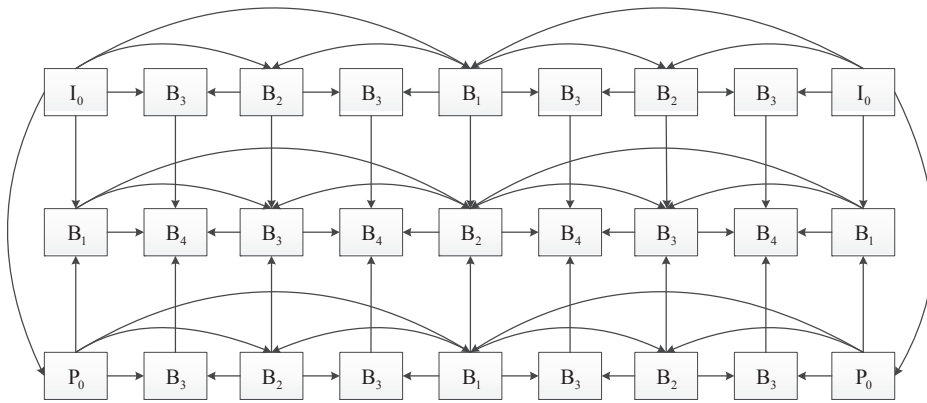 I₀ B₃ B₂ B₃ B₁ B₃ B₂ B₃ I₀
B₁ B₄ B₃ B₄ B₂ B₄ B₃ B₄ B₁
P₀ B₃ B₂ B₃ B₁ B₃ B₂ B₃ P₀